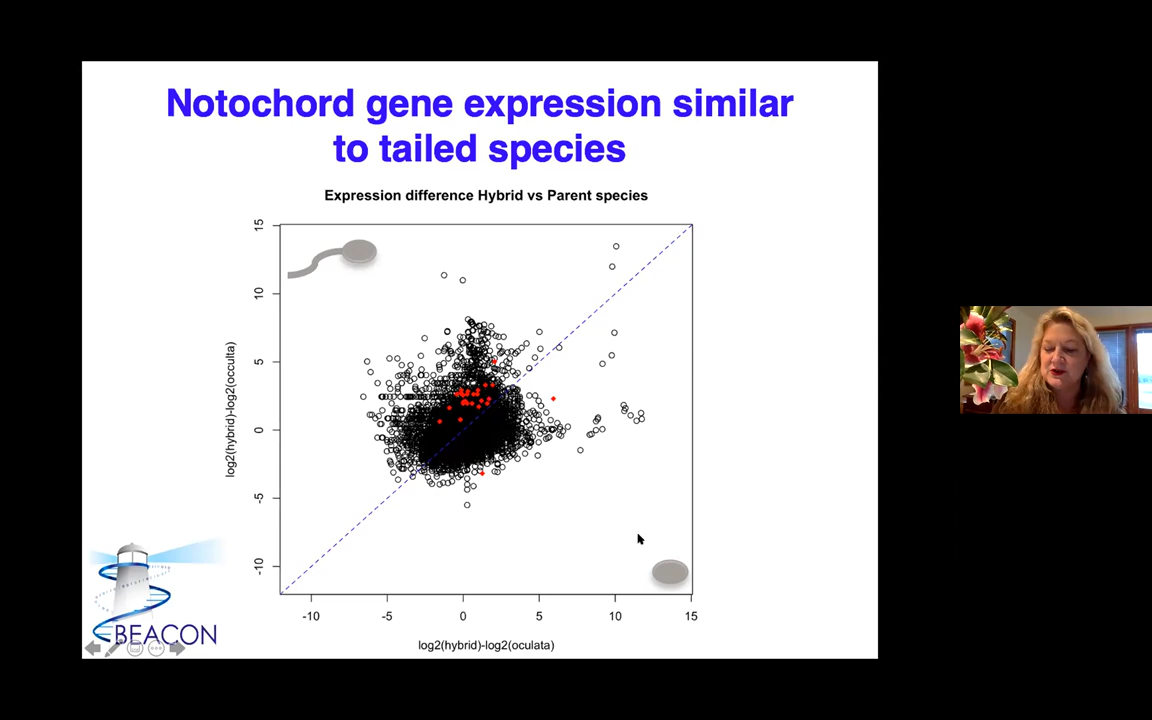 Notochord gene expression similar
to tailed species
Expression difference Hybrid vs Parent species
log2(hybrid)-log2(occulta)
15
10
5
0
-5
-10
-10
-5
0
5
10
15
log2(hybrid)-log2(oculata)
BEACON